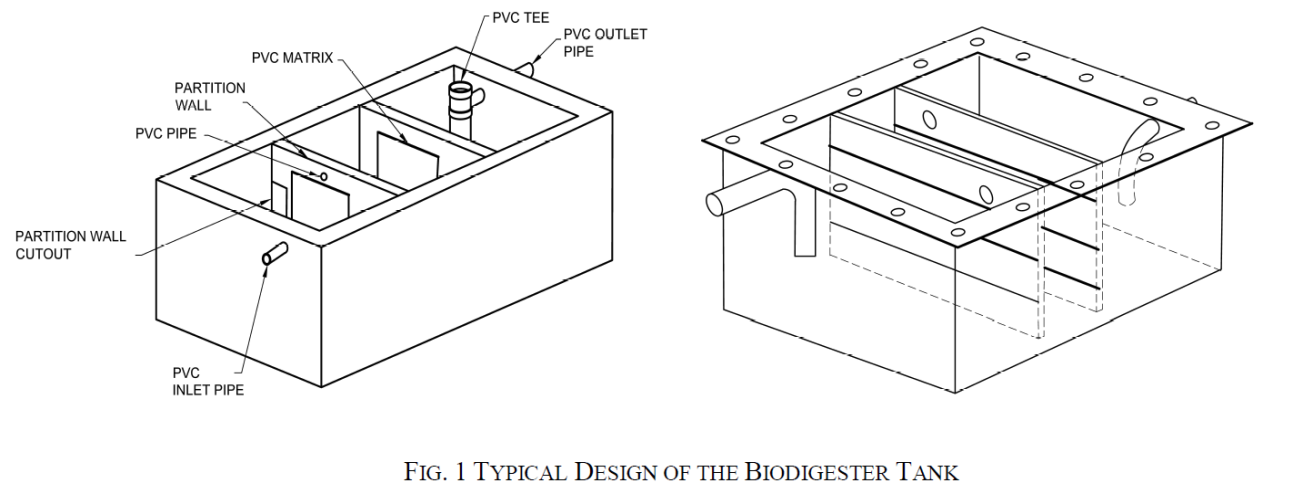 PVC TEE
PVC OUTLET
PIPE
PVC MATRIX
PARTITION
WALL
PVC PIPE
PARTITION WALL
CUTOUT
PVC
INLET PIPE
FIG. 1 TYPICAL DESIGN OF THE BIODIGESTER TANK